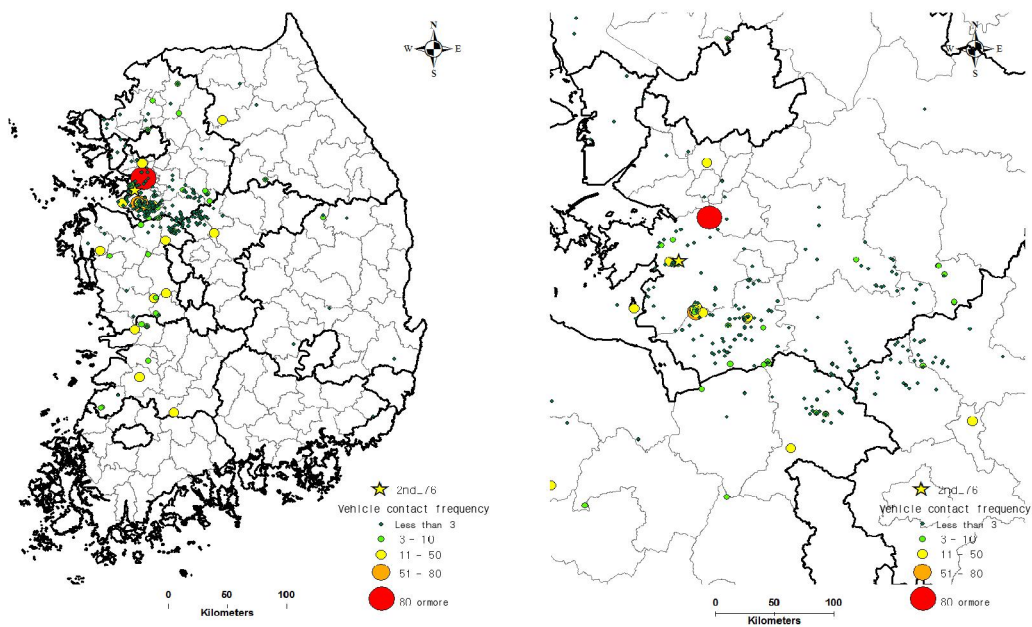 N
W E
S
2nd_76
Vehicle contact frequency
Less than 3
3 - 10
11 - 50
51 - 80
80 ormore
0 50 100
Kilometers
N
W E
S
2nd_76
Vehicle contact frequency
Less than 3
3 - 10
11 - 50
51 - 80
80 ormore
0 50 100
Kilometers